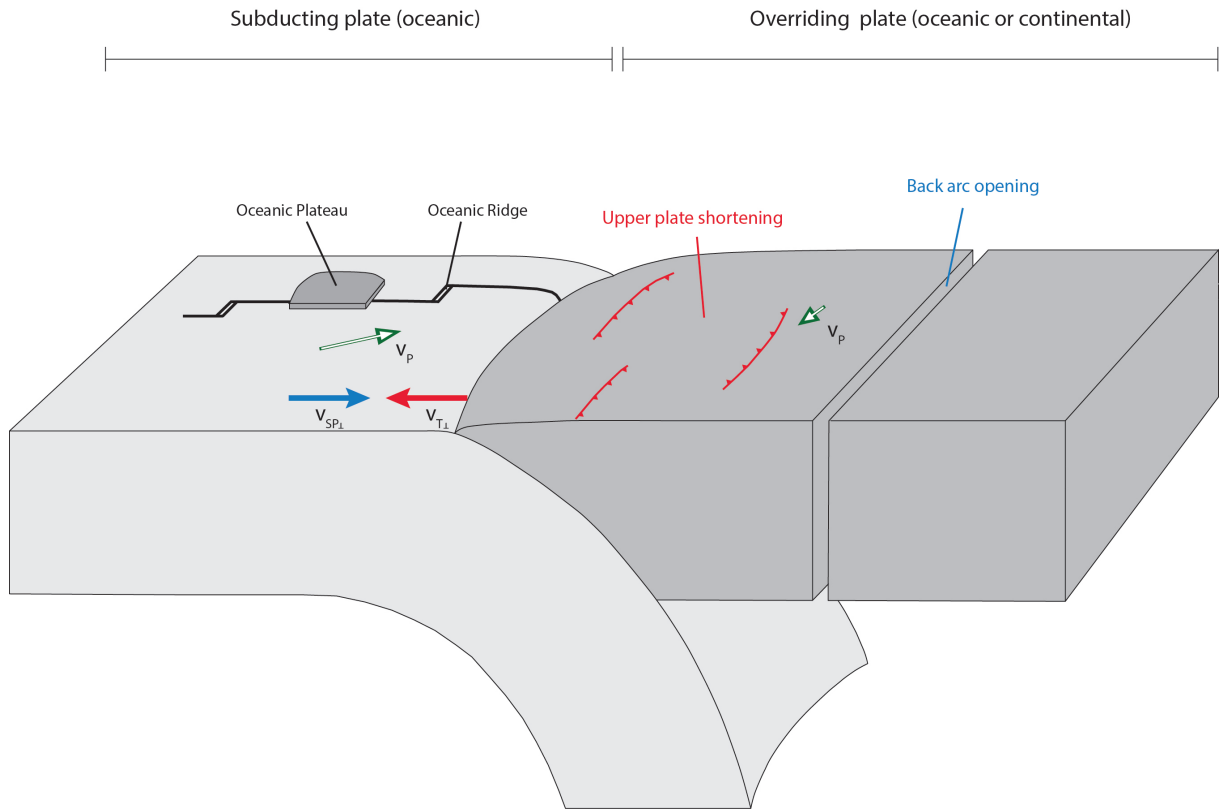 Subducting plate (oceanic)
Overriding plate (oceanic or continental)
Back arc opening
Oceanic Plateau
Oceanic Ridge
Upper plate shortening
VP
VP
VSP⊥
VT⊥